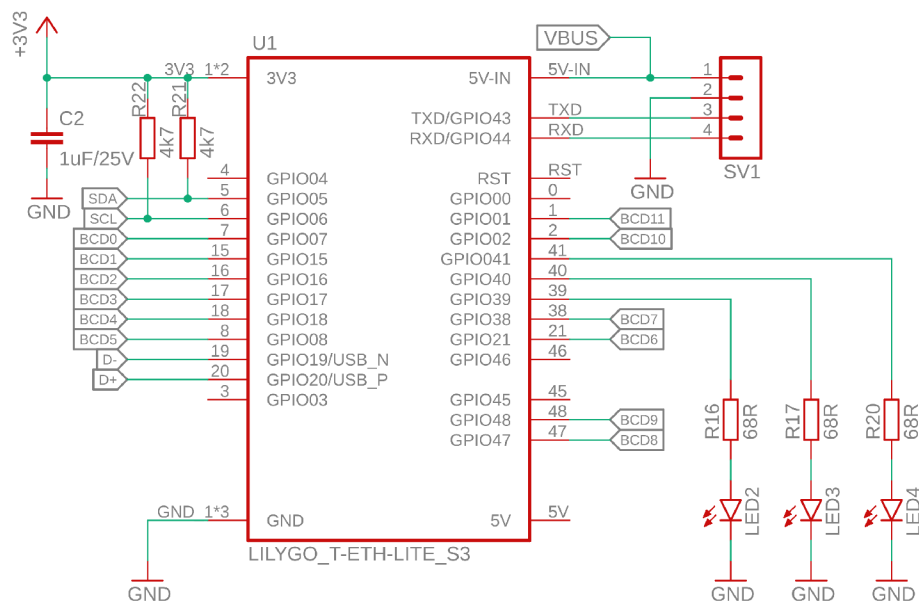 +3V3
U1
VBUS
3V3 1*2
3V3
5V-IN
5V-IN
1
2
3
4
SV1
GND
R22
4k7
R21
4k7
C2
1uF/25V
GND
TXD/GPIO43
TXD
RXD/GPIO44
RXD
4
GPIO04
RST
RST
SDA
5
GPIO05
GPIO00
0
SCL
6
GPIO06
GPIO01
1
BCD11
BCD0
7
GPIO07
GPIO02
2
BCD10
BCD1
15
GPIO15
GPIO041
41
BCD2
16
GPIO16
GPIO40
40
BCD3
17
GPIO17
GPIO39
39
BCD4
18
GPIO18
GPIO38
38
BCD7
BCD5
8
GPIO08
GPIO21
21
BCD6
D-
19
GPIO19/USB_N
GPIO46
46
D+
20
GPIO20/USB_P
3
GPIO03
GPIO45
45
GPIO48
48
BCD9
GPIO47
47
BCD8
R16
68R
R17
68R
R20
68R
LED2
LED3
LED4
GND 1*3
GND
5V
5V
LILYGO_T-ETH-LITE_S3
GND
GND
GND
GND